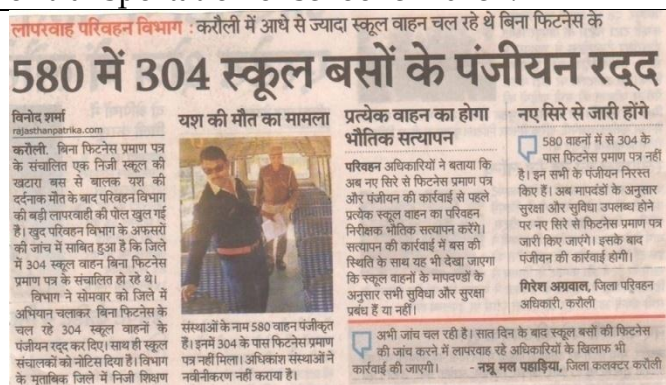 लापरवाह परिवहन विभाग : करौली में आधे से ज्यादा स्कूल वाहन चल रहे थे बिना फिटनेस के
580 में 304 स्कूल बसों के पंजीयन रद्द
विनोद शर्मा
rajasthanpatrika.com
करौली. बिना फिटनेस प्रमाण पत्र
के संचालित एक निजी स्कूल की
खटारा बस से बालक यश की
दर्दनाक मौत के बाद परिवहन विभाग
की बड़ी लापरवाही की पोल खुल गई
है। खुद परिवहन विभाग के अफसरों
की जांच में साबित हुआ है कि जिले
में 304 स्कूल वाहन बिना फिटनेस
प्रमाण पत्र के संचालित हो रहे थे।
विभाग ने सोमवार को जिले में
अभियान चलाकर बिना फिटनेस के
चल रहे 304 स्कूल वाहनों के
पंजीयन रद्द कर दिए। साथ ही स्कूल
संचालकों को नोटिस दिया है। विभाग
के मुताबिक जिले में निजी शिक्षण
यश की मौत का मामला
संस्थाओं के नाम 580 वाहन पंजीकृत
हैं। इनमें 304 के पास फिटनेस प्रमाण
पत्र नहीं मिला। अधिकांश संस्थाओं ने
नवीनीकरण नहीं कराया है।
प्रत्येक वाहन का होगा
भौतिक सत्यापन
परिवहन अधिकारियों ने बताया कि
अब नए सिरे से फिटनेस प्रमाण पत्र
और पंजीयन की कार्रवाई से पहले
प्रत्येक स्कूल वाहन का परिवहन
निरीक्षक भौतिक सत्यापन करेंगे।
सत्यापन की कार्रवाई में बस की
स्थिति के साथ यह भी देखा जाएगा
कि स्कूल वाहनों के मापदण्डों के
अनुसार सभी सुविधा और सुरक्षा
प्रबंध हैं या नहीं।
नए सिरे से जारी होंगे
580 वाहनों में से 304 के
पास फिटनेस प्रमाण पत्र नहीं
है। इन सभी के पंजीयन निरस्त
किए हैं। अब मापदंडों के अनुसार
सुरक्षा और सुविधा उपलब्ध होने
पर नए सिरे से फिटनेस प्रमाण पत्र
जारी किए जाएंगे। इसके बाद
पंजीयन की कार्रवाई होगी।
गिरेश अग्रवाल, जिला परिवहन
अधिकारी, करौली
अभी जांच चल रही है। सात दिन के बाद स्कूल बसों की फिटनेस
की जांच करने में लापरवाह रहे अधिकारियों के खिलाफ भी
कार्रवाई की जाएगी। - नन्नू मल पहाड़िया, जिला कलक्टर करौली